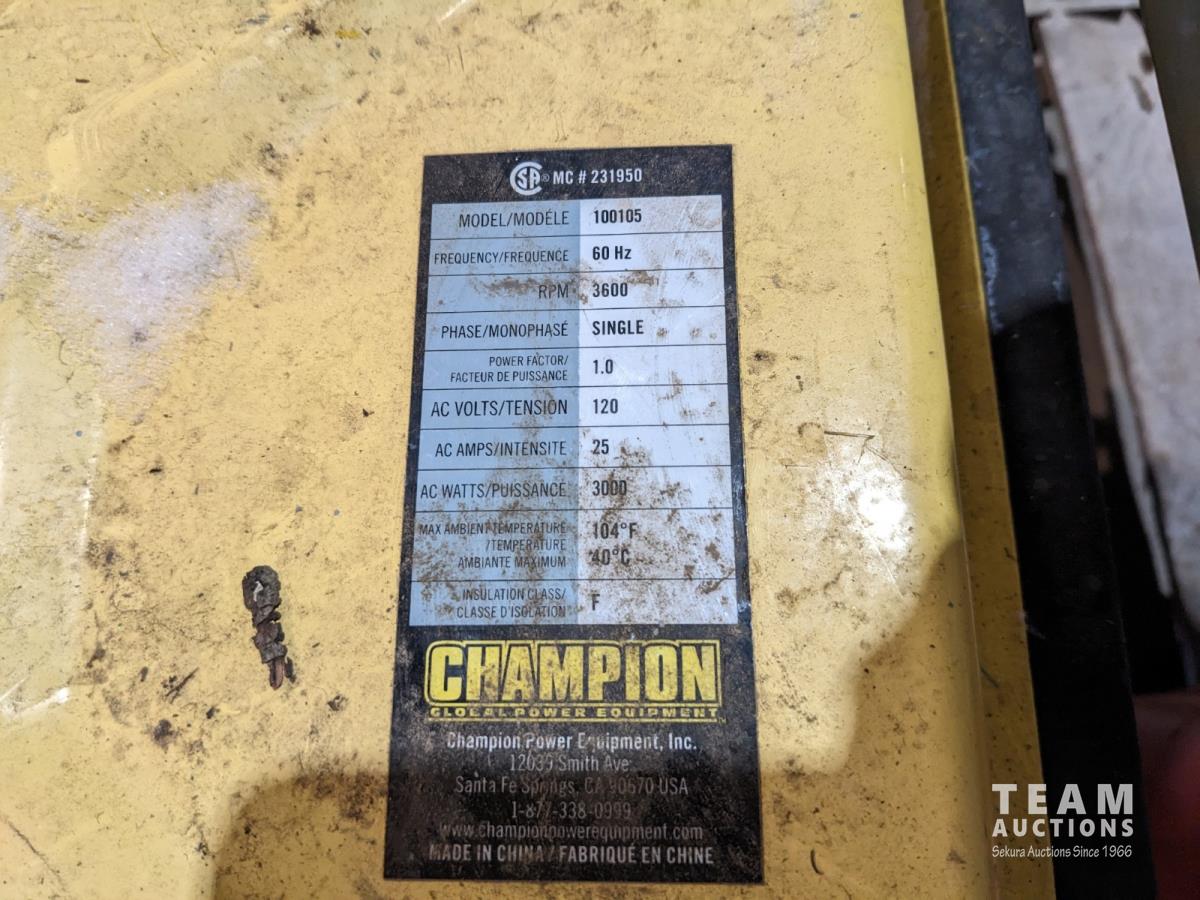 CSA® MC # 231950
MODEL/MODÉLE 100105
FREQUENCY/FREQUENCE 60 Hz
RPM 3600
PHASE/MONOPHASÉ SINGLE
POWER FACTOR/
FACTEUR DE PUISSANCE 1.0
AC VOLTS/TENSION 120
AC AMPS/INTENSITE 25
AC WATTS/PUISSANCE 3000
MAX AMBIENT TEMPERATURE 104°F
/TEMPERATURE
AMBIANTE MAXIMUM 40°C
INSULATION CLASS/
CLASSE D'ISOLATION F
CHAMPION
GLOBAL POWER EQUIPMENT™
Champion Power Equipment, Inc.
12039 Smith Ave
Santa Fe Springs, CA 90670 USA
1-877-338-0999
www.championpowerequipment.com
MADE IN CHINA / FABRIQUÉ EN CHINE
TEAM
AUCTIONS
Sekura Auctions Since 1966